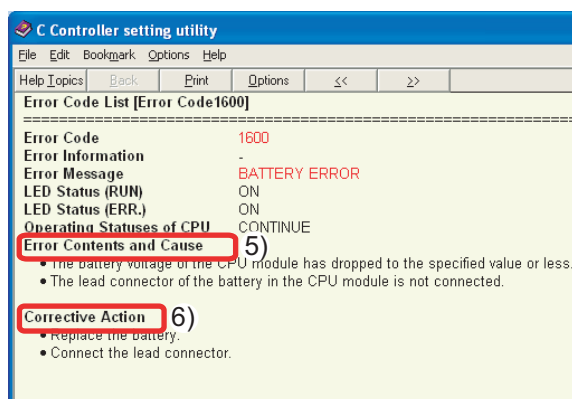 C Controller setting utility
File Edit Bookmark Options Help
Help Topics Back Print Options << >>
Error Code List [Error Code1600]
==========================================================
Error Code 1600
Error Information -
Error Message BATTERY ERROR
LED Status (RUN) ON
LED Status (ERR.) ON
Operating Statuses of CPU CONTINUE
Error Contents and Cause 5)
• The battery voltage of the CPU module has dropped to the specified value or less.
• The lead connector of the battery in the CPU module is not connected.
Corrective Action 6)
• Replace the battery.
• Connect the lead connector.